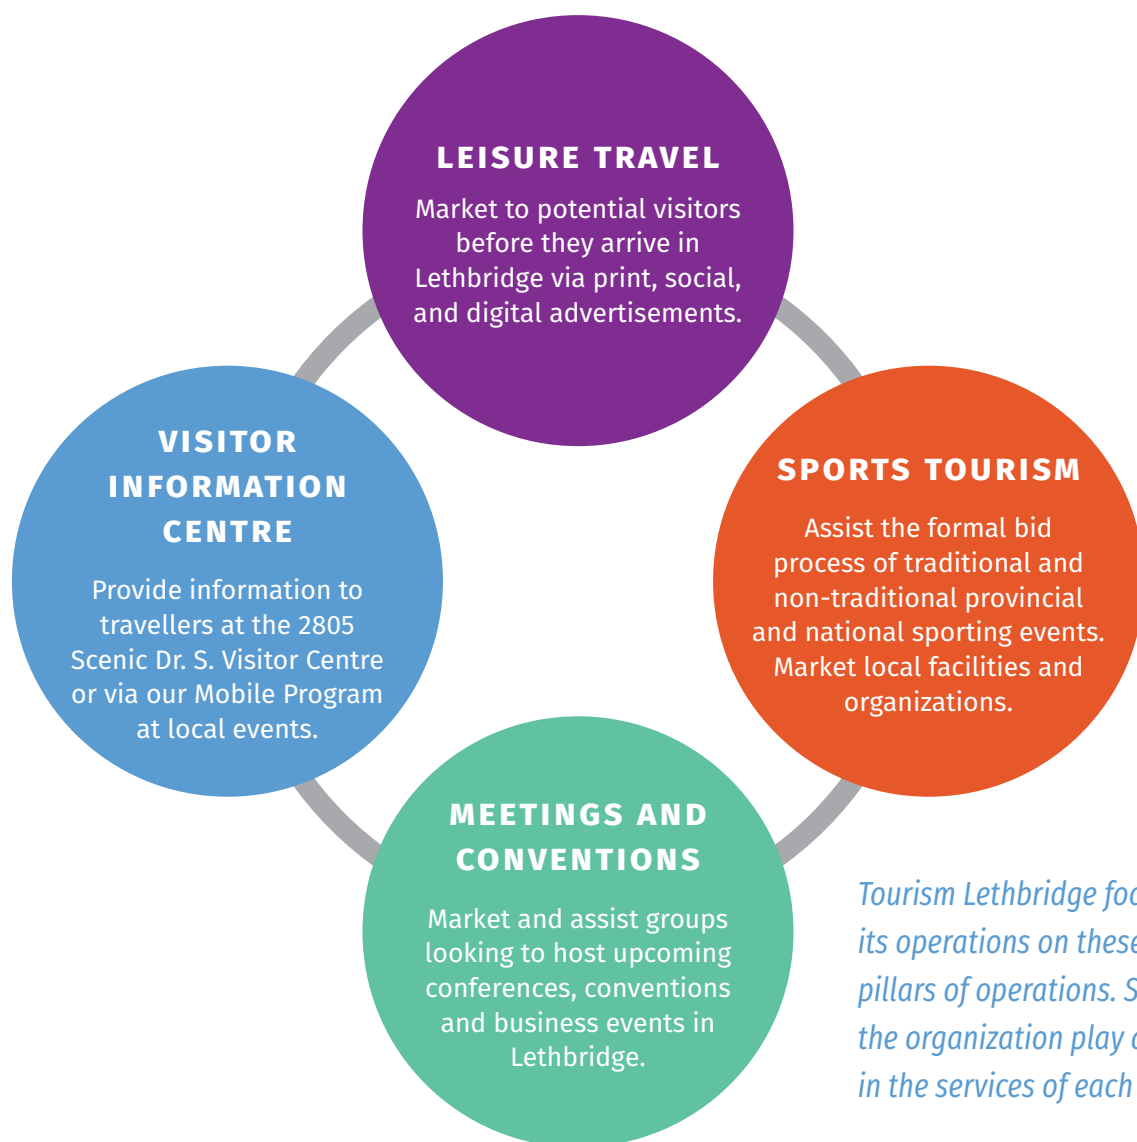 LEISURE TRAVEL
Market to potential visitors
before they arrive in
Lethbridge via print, social,
and digital advertisements.
VISITOR
INFORMATION
CENTRE
Provide information to
travellers at the 2805
Scenic Dr. S. Visitor Centre
or via our Mobile Program
at local events.
SPORTS TOURISM
Assist the formal bid
process of traditional and
non-traditional provincial
and national sporting events.
Market local facilities and
organizations.
MEETINGS AND
CONVENTIONS
Market and assist groups
looking to host upcoming
conferences, conventions
and business events in
Lethbridge.
Tourism Lethbridge
its operations on these
pillars of operations.
the organization play
in the services of each